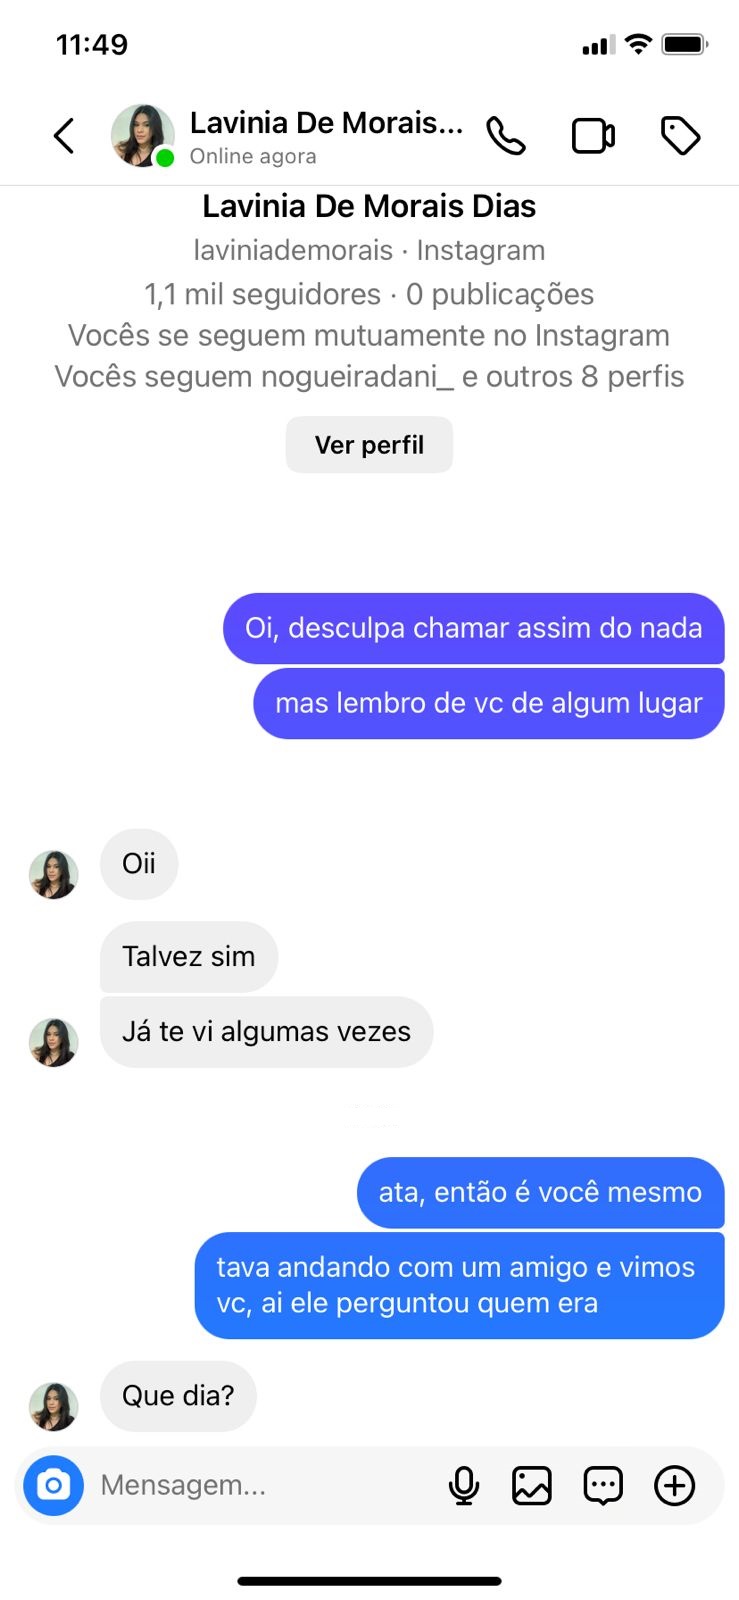 11:49
Lavinia De Morais...
Online agora
Lavinia De Morais Dias
laviniademorais · Instagram
1,1 mil seguidores · 0 publicações
Vocês se seguem mutuamente no Instagram
Vocês seguem nogueiradani_ e outros 8 perfis
Ver perfil
Oi, desculpa chamar assim do nada
mas lembro de vc de algum lugar
Oii
Talvez sim
Já te vi algumas vezes
ata, então é você mesmo
tava andando com um amigo e vimos
vc, ai ele perguntou quem era
Que dia?
Mensagem...